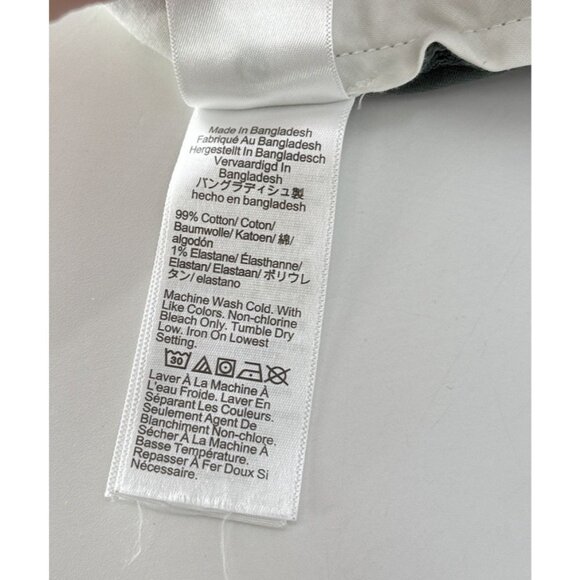 Made In Bangladesh
Fabriqué Au Bangladesh
Hergestellt In Bangladesch
Vervaardigd In
Bangladesh
バングラディシュ製
hecho en bangladesh
99% Cotton/ Coton/
Baumwolle/ Katoen/ 綿/
algodón
1% Elastane/ Élasthanne/
Elastan/ Elastaan/ ポリウレ
タン/ elastano
Machine Wash Cold. With
Like Colors. Non-chlorine
Bleach Only. Tumble Dry
Low. Iron On Lowest
Setting.
30
Laver À La Machine À
L'eau Froide. Laver En
Séparant Les Couleurs.
Seulement Agent De
Blanchiment Non-chlore.
Sécher À La Machine À
Basse Température.
Repasser À Fer Doux Si
Nécessaire.